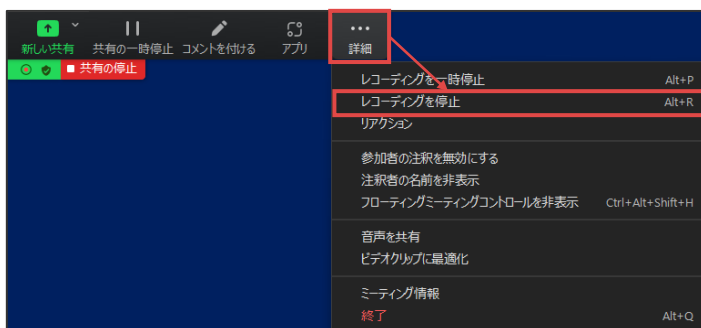 新しい共有 共有の一時停止 コメントを付ける アプリ 詳細
共有の停止
レコーディングを一時停止 Alt+P
レコーディングを停止 Alt+R
リアクション
参加者の注釈を無効にする
注釈者の名前を非表示
フローティングミーティングコントロールを非表示 Ctrl+Alt+Shift+H
音声を共有
ビデオクリップに最適化
ミーティング情報
終了 Alt+Q